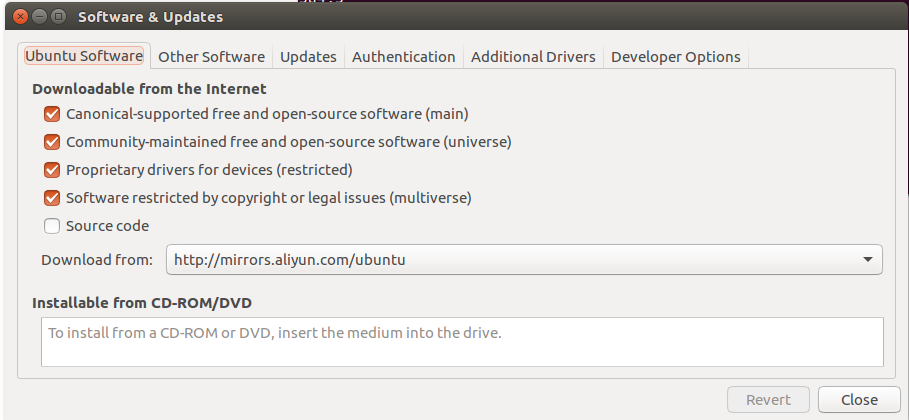 Software & Updates
Ubuntu Software Other Software Updates Authentication Additional Drivers Developer Options
Downloadable from the Internet
Canonical-supported free and open-source software (main)
Community-maintained free and open-source software (universe)
Proprietary drivers for devices (restricted)
Software restricted by copyright or legal issues (multiverse)
Source code
Download from: http://mirrors.aliyun.com/ubuntu
Installable from CD-ROM/DVD
To install from a CD-ROM or DVD, insert the medium into the drive.
Revert Close